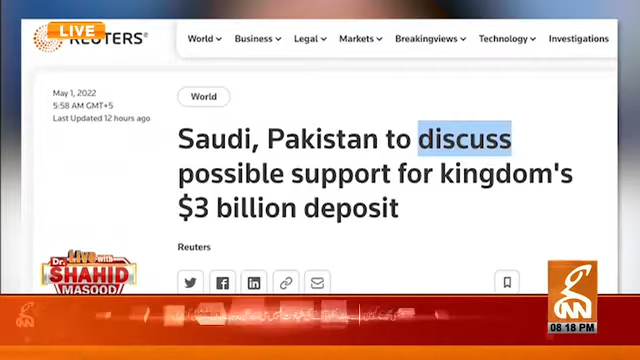 LIVE
REUTERS®
World Business Legal Markets Breakingviews Technology Investigations
May 1, 2022
5:58 AM GMT+5
Last Updated 12 hours ago
World
Saudi, Pakistan to discuss
possible support for kingdom's
$3 billion deposit
Reuters
Dr. Live with
SHAHID
MASOOD
GNN
08:18 PM